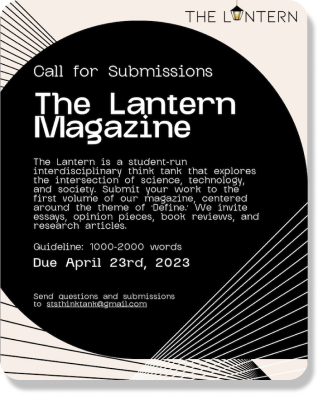 THE LANTERN
Call for Submissions
The Lantern
Magazine
The Lantern is a student-run
interdisciplinary think tank that explores
the intersection of science, technology,
and society. Submit your work to the
first volume of our magazine, centered
around the theme of 'Define.' We invite
essays, opinion pieces, book reviews, and
research articles.
Guideline: 1000-2000 words
Due April 23rd, 2023
Send questions and submissions
to ststhinktank@gmail.com